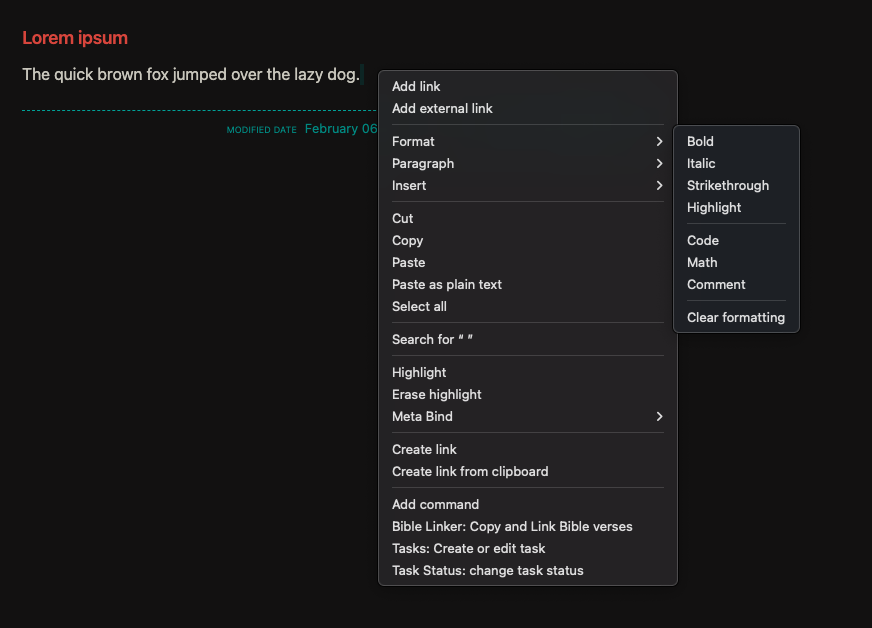 Lorem ipsum
The quick brown fox jumped over the lazy dog.
MODIFIED DATE February 06
Add link
Add external link
Format
Paragraph
Insert
Cut
Copy
Paste
Paste as plain text
Select all
Search for “ ”
Highlight
Erase highlight
Meta Bind
Create link
Create link from clipboard
Add command
Bible Linker: Copy and Link Bible verses
Tasks: Create or edit task
Task Status: change task status
Bold
Italic
Strikethrough
Highlight
Code
Math
Comment
Clear formatting